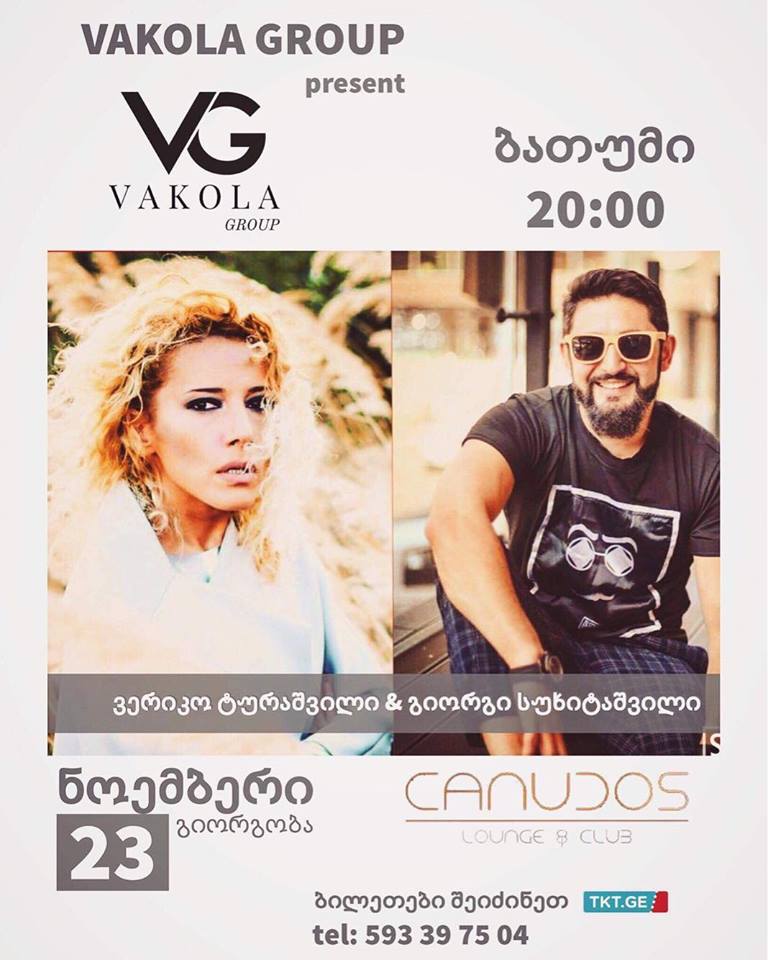 VAKOLA GROUP
present
VG
VAKOLA
GROUP
ბათუმი
20:00
ვერიკო ტურაშვილი & გიორგი სუხიტაშვილი
ნოემბერი
გიორგობა
23
CANUDOS
LOUNGE & CLUB
ბილეთები შეიძინეთ TKT.GE
tel: 593 39 75 04